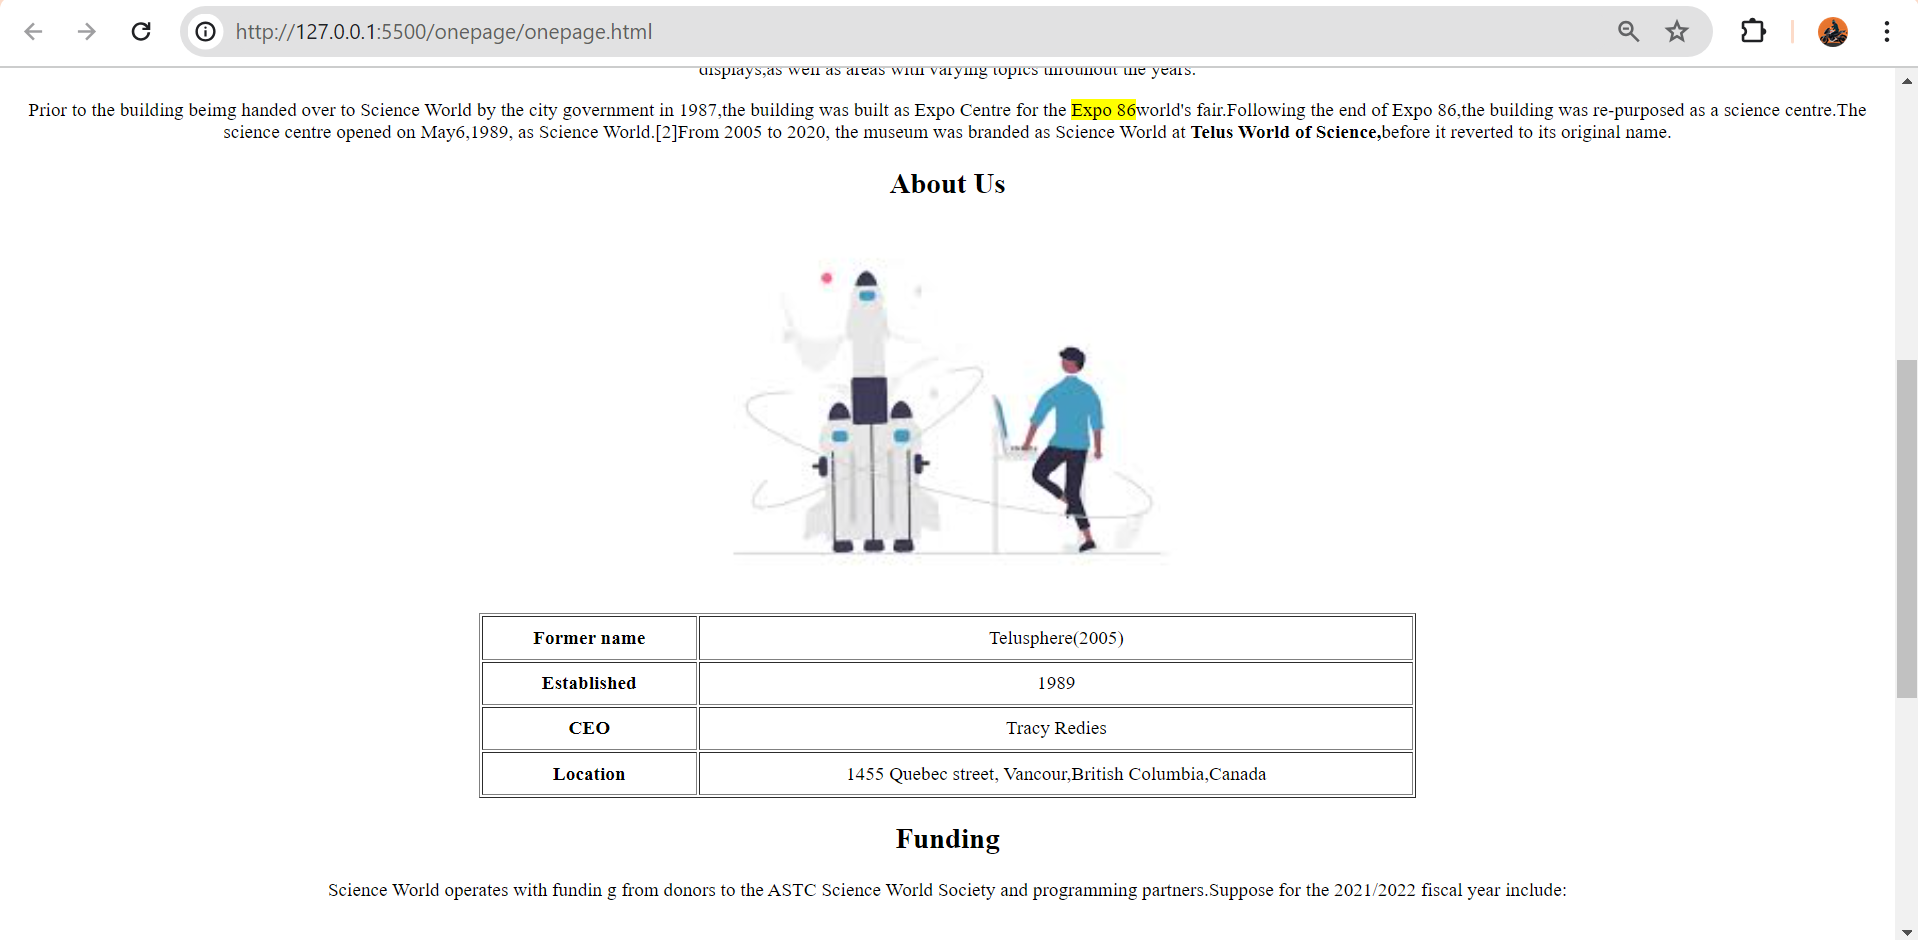 http://127.0.0.1:5500/onepage/onepage.html
displays,as well as areas with varying topics throuhout the years.
Prior to the building beimg handed over to Science World by the city government in 1987,the building was built as Expo Centre for the Expo 86world's fair.Following the end of Expo 86,the building was re-purposed as a science centre.The
science centre opened on May6,1989, as Science World.[2]From 2005 to 2020, the museum was branded as Science World at Telus World of Science,before it reverted to its original name.
About Us
Former name Telusphere(2005)
Established 1989
CEO Tracy Redies
Location 1455 Quebec street, Vancour,British Columbia,Canada
Funding
Science World operates with fundin g from donors to the ASTC Science World Society and programming partners.Suppose for the 2021/2022 fiscal year include: